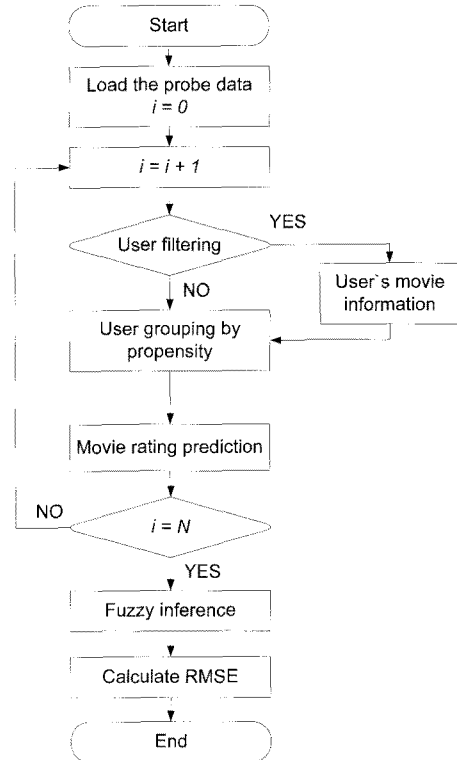 Start
Load the probe data
i = 0
i = i + 1
YES
User filtering
User`s movie
information
NO
User grouping by
propensity
Movie rating prediction
NO
i = N
YES
Fuzzy inference
Calculate RMSE
End